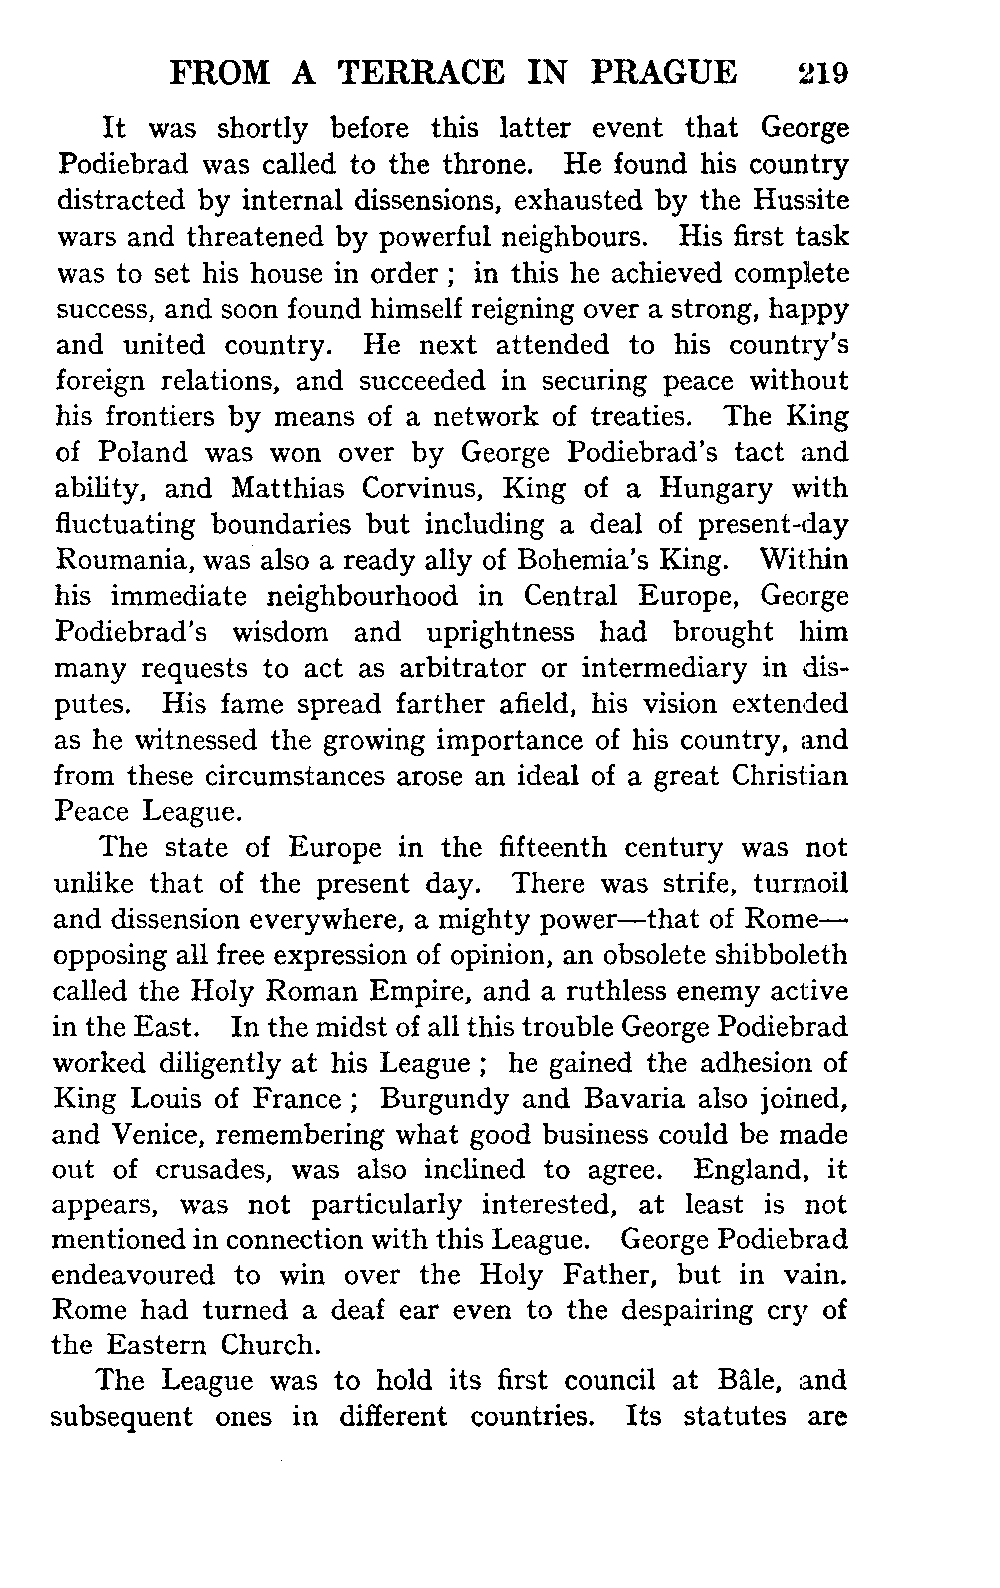 FROM A TERRACE IN PRAGUE 219
It was shortly before this latter event that George
Podiebrad was called to the throne. He found his country
distracted by internal dissensions, exhausted by the Hussite
wars and threatened by powerful neighbours. His first task
was to set his house in order ; in this he achieved complete
success, and soon found himself reigning over a strong, happy
and united country. He next attended to his country's
foreign relations, and succeeded in securing peace without
his frontiers by means of a network of treaties. The King
of Poland was won over by George Podiebrad's tact and
ability, and Matthias Corvinus, King of a Hungary with
fluctuating boundaries but including a deal of present-day
Roumania, was also a ready ally of Bohemia's King. Within
his immediate neighbourhood in Central Europe, George
Podiebrad's wisdom and uprightness had brought him
many requests to act as arbitrator or intermediary in dis-
putes. His fame spread farther afield, his vision extended
as he witnessed the growing importance of his country, and
from these circumstances arose an ideal of a great Christian
Peace League.
The state of Europe in the fifteenth century was not
unlike that of the present day. There was strife, turmoil
and dissension everywhere, a mighty power—that of Rome—
opposing all free expression of opinion, an obsolete shibboleth
called the Holy Roman Empire, and a ruthless enemy active
in the East. In the midst of all this trouble George Podiebrad
worked diligently at his League ; he gained the adhesion of
King Louis of France ; Burgundy and Bavaria also joined,
and Venice, remembering what good business could be made
out of crusades, was also inclined to agree. England, it
appears, was not particularly interested, at least is not
mentioned in connection with this League. George Podiebrad
endeavoured to win over the Holy Father, but in vain.
Rome had turned a deaf ear even to the despairing cry of
the Eastern Church.
The League was to hold its first council at Bâle, and
subsequent ones in different countries. Its statutes are